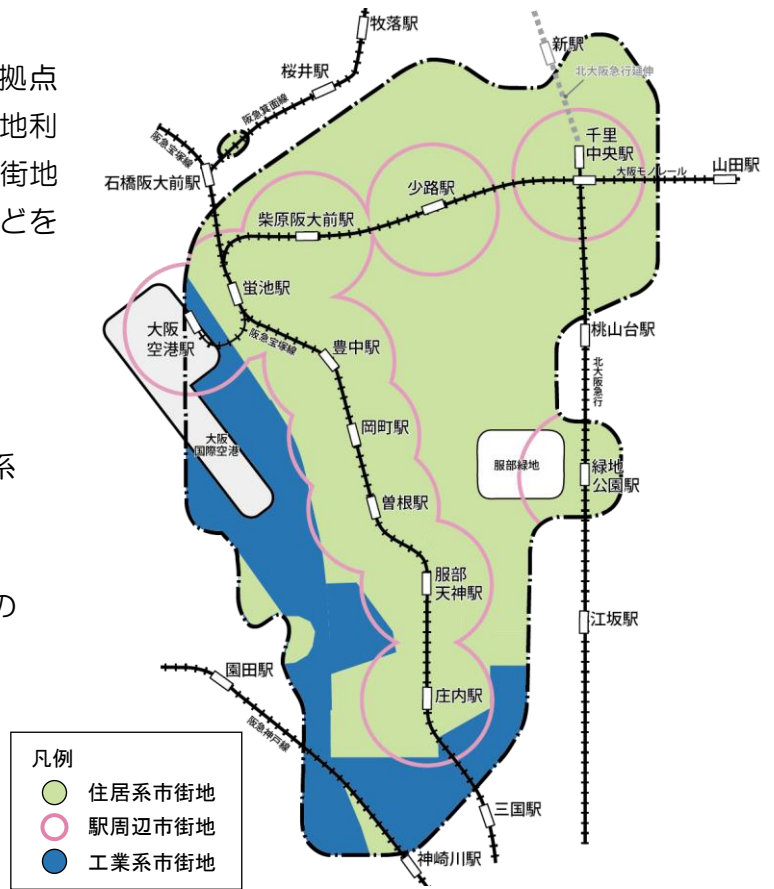 拠点
地利
街地
どを
系
の
牧落駅
新駅
桜井駅
北大阪急行延伸
阪急箕面線
阪急宝塚線
千里
中央駅
大阪モノレール
山田駅
石橋阪大前駅
少路駅
柴原阪大前駅
蛍池駅
大阪
空港駅
阪急宝塚線
豊中駅
桃山台駅
北大阪急行
岡町駅
大阪
国際空港
服部緑地
緑地
公園駅
曽根駅
服部
天神駅
江坂駅
園田駅
庄内駅
阪急神戸線
三国駅
神崎川駅
凡例
住居系市街地
駅周辺市街地
工業系市街地